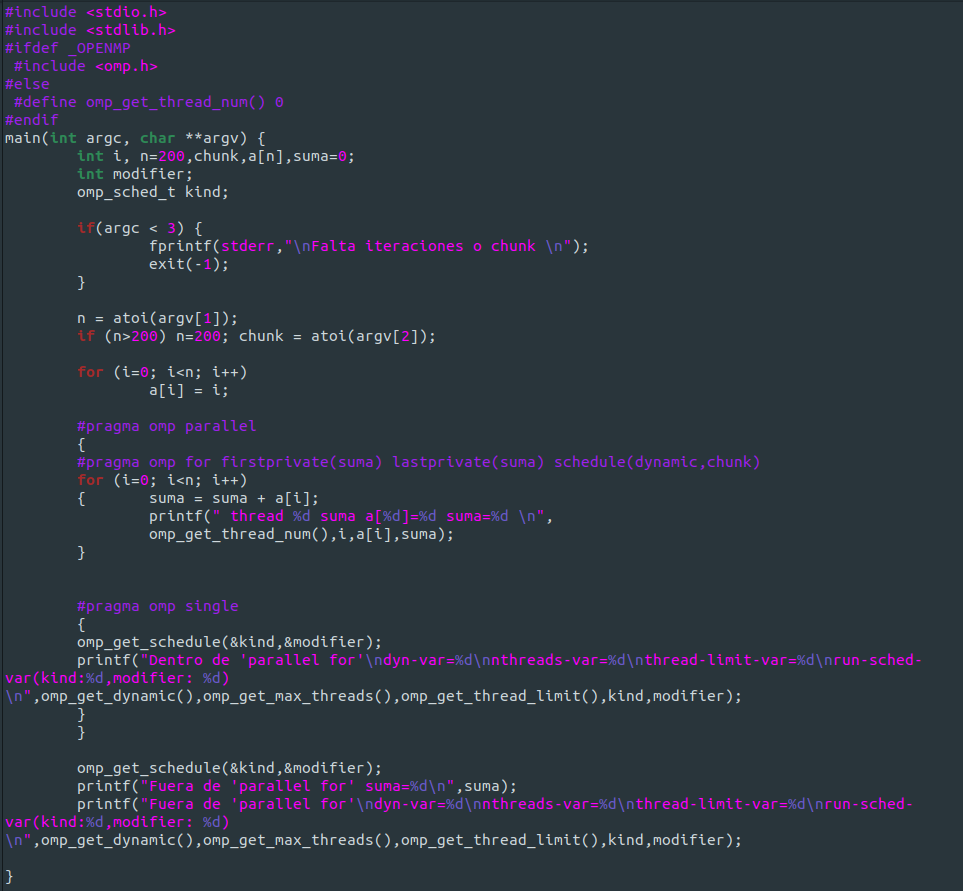 #include <stdio.h>
#include <stdlib.h>
#ifdef _OPENMP
 #include <omp.h>
#else
 #define omp_get_thread_num() 0
#endif
main(int argc, char **argv) {
        int i, n=200,chunk,a[n],suma=0;
        int modifier;
        omp_sched_t kind;

        if(argc < 3) {
                fprintf(stderr,"\nFalta iteraciones o chunk \n");
                exit(-1);
        }

        n = atoi(argv[1]);
        if (n>200) n=200; chunk = atoi(argv[2]);

        for (i=0; i<n; i++)
                a[i] = i;

        #pragma omp parallel
        {
        #pragma omp for firstprivate(suma) lastprivate(suma) schedule(dynamic,chunk)
        for (i=0; i<n; i++)
        {       suma = suma + a[i];
                printf(" thread %d suma a[%d]=%d suma=%d \n",
                omp_get_thread_num(),i,a[i],suma);
        }


        #pragma omp single
        {
        omp_get_schedule(&kind,&modifier);
        printf("Dentro de 'parallel for'\ndyn-var=%d\nnthreads-var=%d\nthread-limit-var=%d\nrun-sched-
var(kind:%d,modifier: %d)
\n",omp_get_dynamic(),omp_get_max_threads(),omp_get_thread_limit(),kind,modifier);
        }
        }

        omp_get_schedule(&kind,&modifier);
        printf("Fuera de 'parallel for' suma=%d\n",suma);
        printf("Fuera de 'parallel for'\ndyn-var=%d\nnthreads-var=%d\nthread-limit-var=%d\nrun-sched-
var(kind:%d,modifier: %d)
\n",omp_get_dynamic(),omp_get_max_threads(),omp_get_thread_limit(),kind,modifier);

}